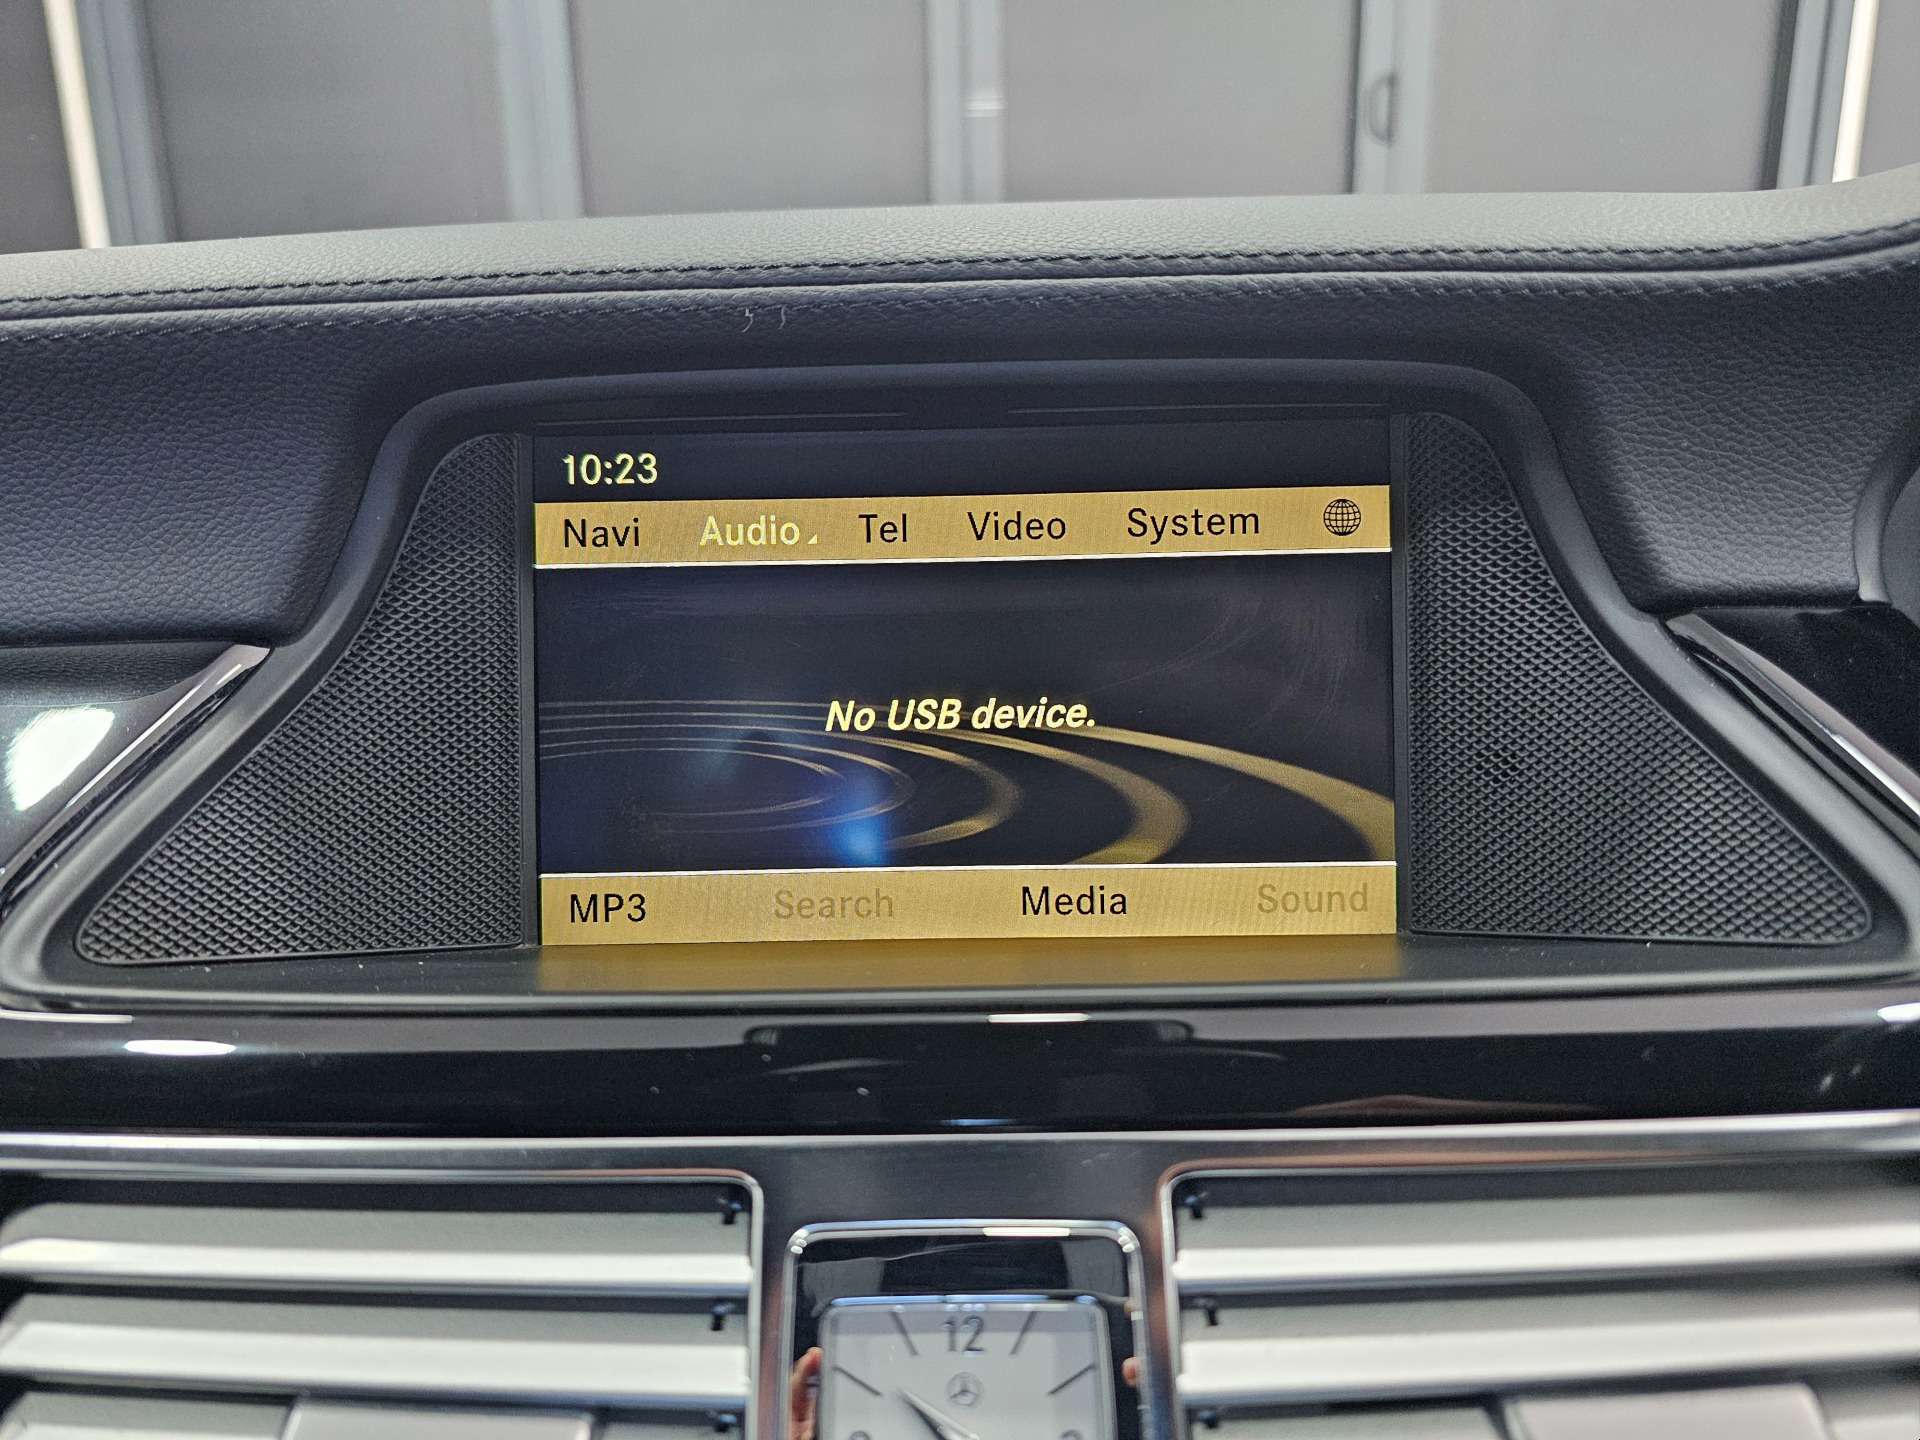 10:23
Navi Audio Tel Video System
No USB device.
MP3 Search Media Sound
12